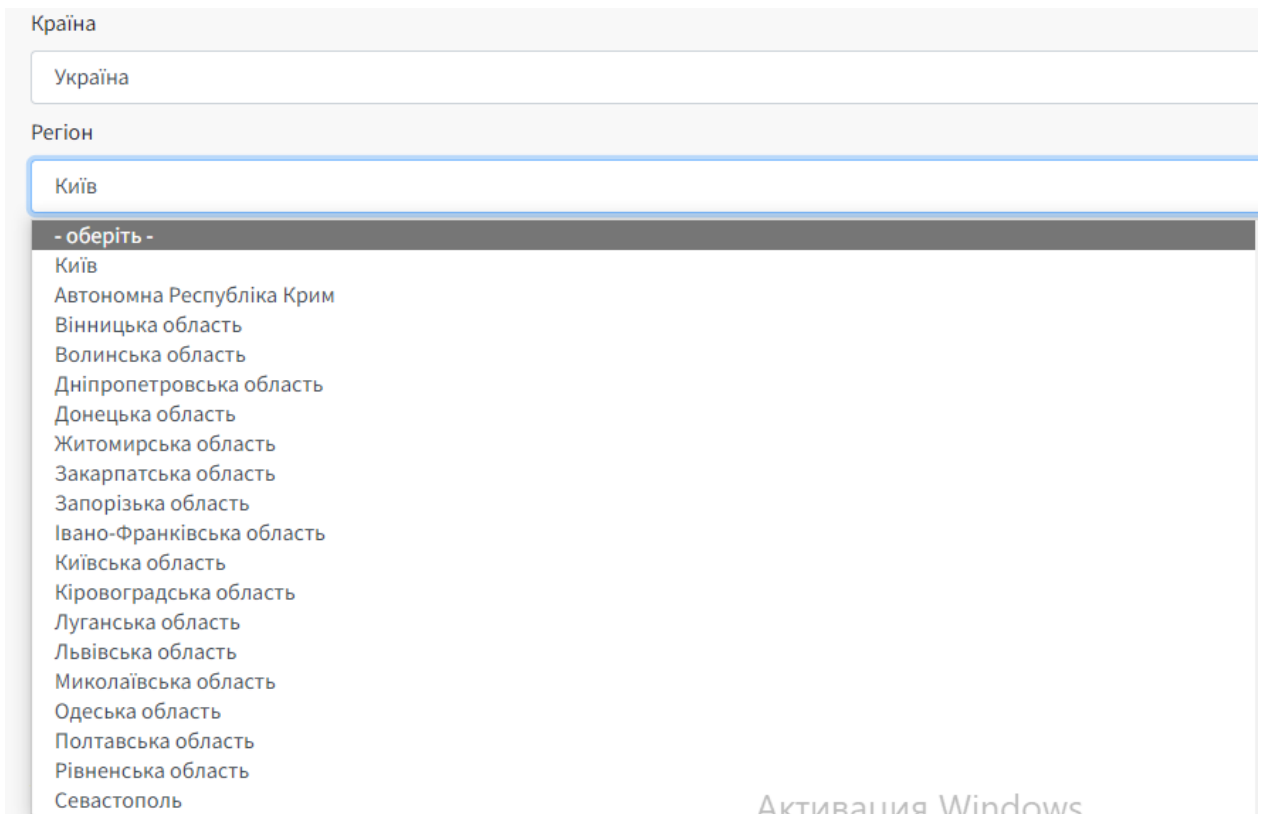 Країна
Україна
Регіон
Київ
- оберіть -
Київ
Автономна Республіка Крим
Вінницька область
Волинська область
Дніпропетровська область
Донецька область
Житомирська область
Закарпатська область
Запорізька область
Івано-Франківська область
Київська область
Кіровоградська область
Луганська область
Львівська область
Миколаївська область
Одеська область
Полтавська область
Рівненська область
Севастополь
Активация Windows